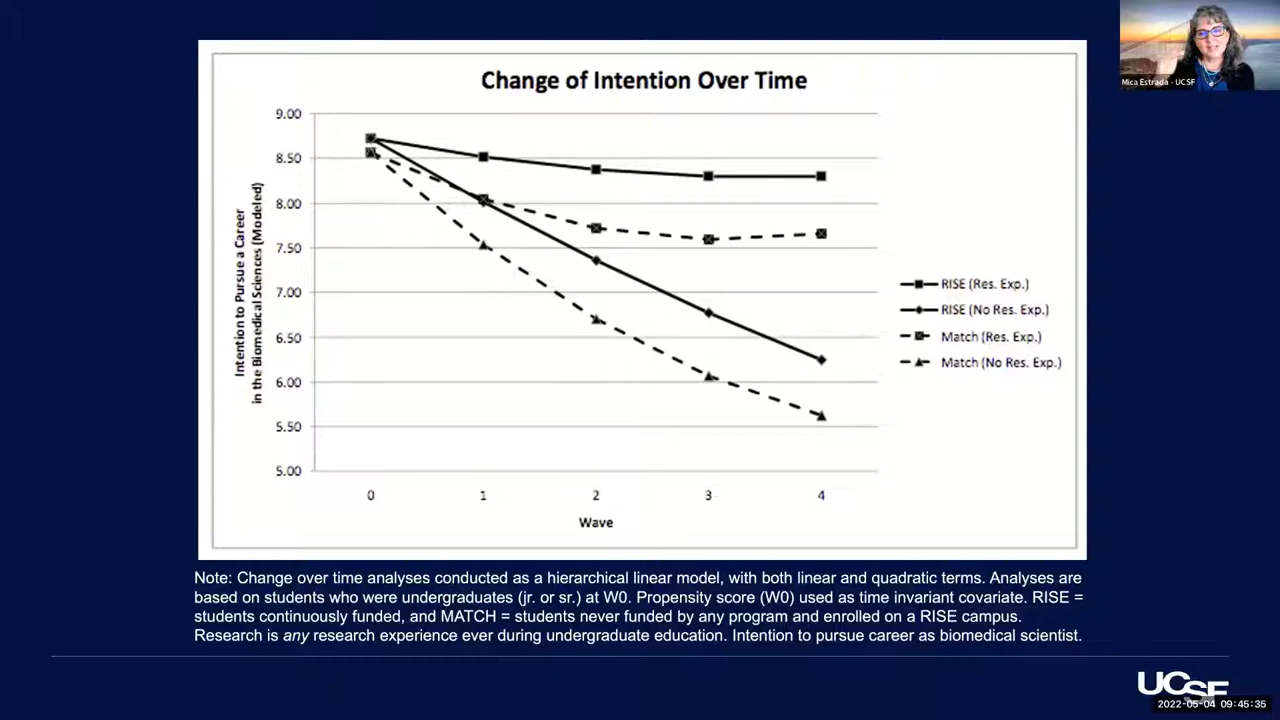 Mica Estrada - UCSF
Change of Intention Over Time
Intention to Pursue a Career
in the Biomedical Sciences (Modeled)
9.00
8.50
8.00
7.50
7.00
6.50
6.00
5.50
5.00
0 1 2 3 4
Wave
RISE (Res. Exp.)
RISE (No Res. Exp.)
Match (Res. Exp.)
Match (No Res. Exp.)
Note: Change over time analyses conducted as a hierarchical linear model, with both linear and quadratic terms. Analyses are
based on students who were undergraduates (jr. or sr.) at W0. Propensity score (W0) used as time invariant covariate. RISE =
students continuously funded, and MATCH = students never funded by any program and enrolled on a RISE campus.
Research is any research experience ever during undergraduate education. Intention to pursue career as biomedical scientist.
UCSF
2022-05-04 09:45:35